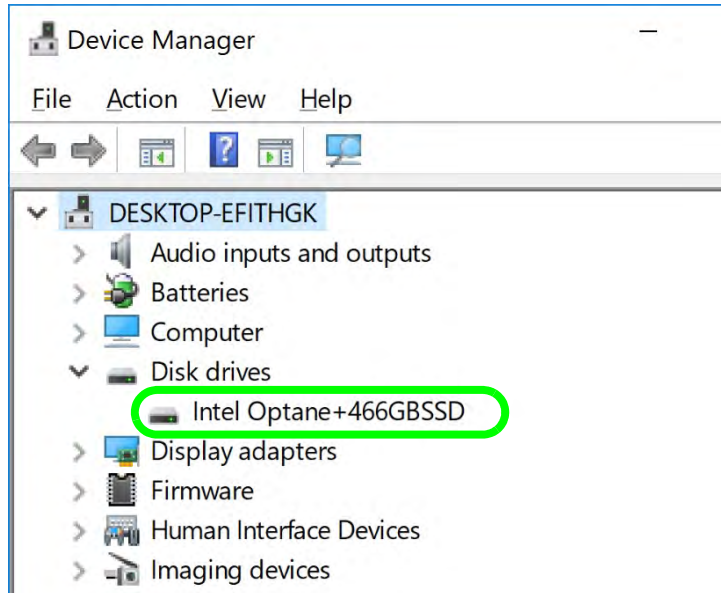 Device Manager
File Action View Help
DESKTOP-EFITHGK
Audio inputs and outputs
Batteries
Computer
Disk drives
Intel Optane+466GBSSD
Display adapters
Firmware
Human Interface Devices
Imaging devices